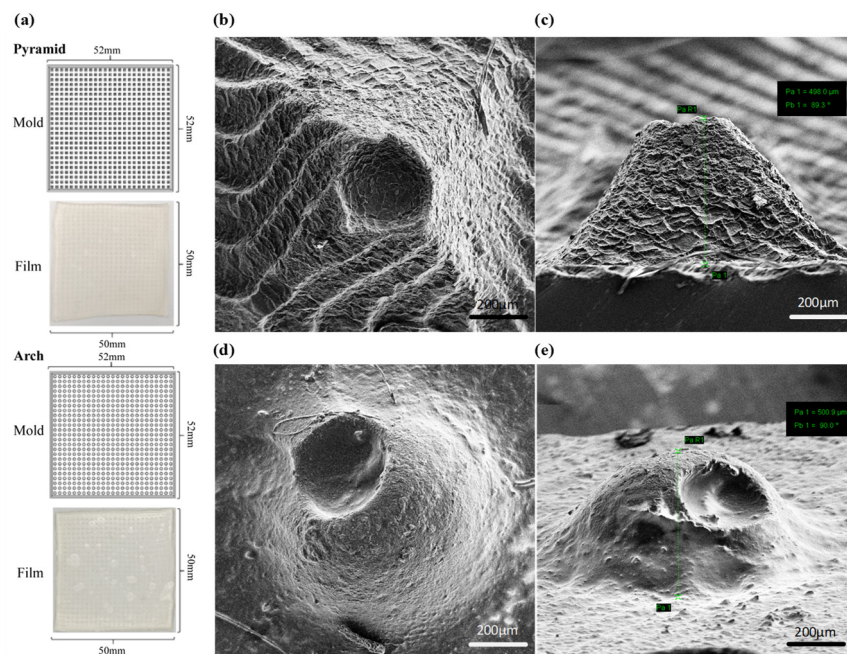 (a)
Pyramid
52mm
Mold
52mm
Film
50mm
50mm
Arch
52mm
Mold
52mm
Film
50mm
50mm
(b)
200µm
(c)
Pa 1 = 498.0 µm
Pb 1 = 89.3 °
Pa R1
Pa 1
200µm
(d)
200µm
(e)
Pa 1 = 500.9 µm
Pb 1 = 90.0 °
Pa R1
Pa 1
200µm